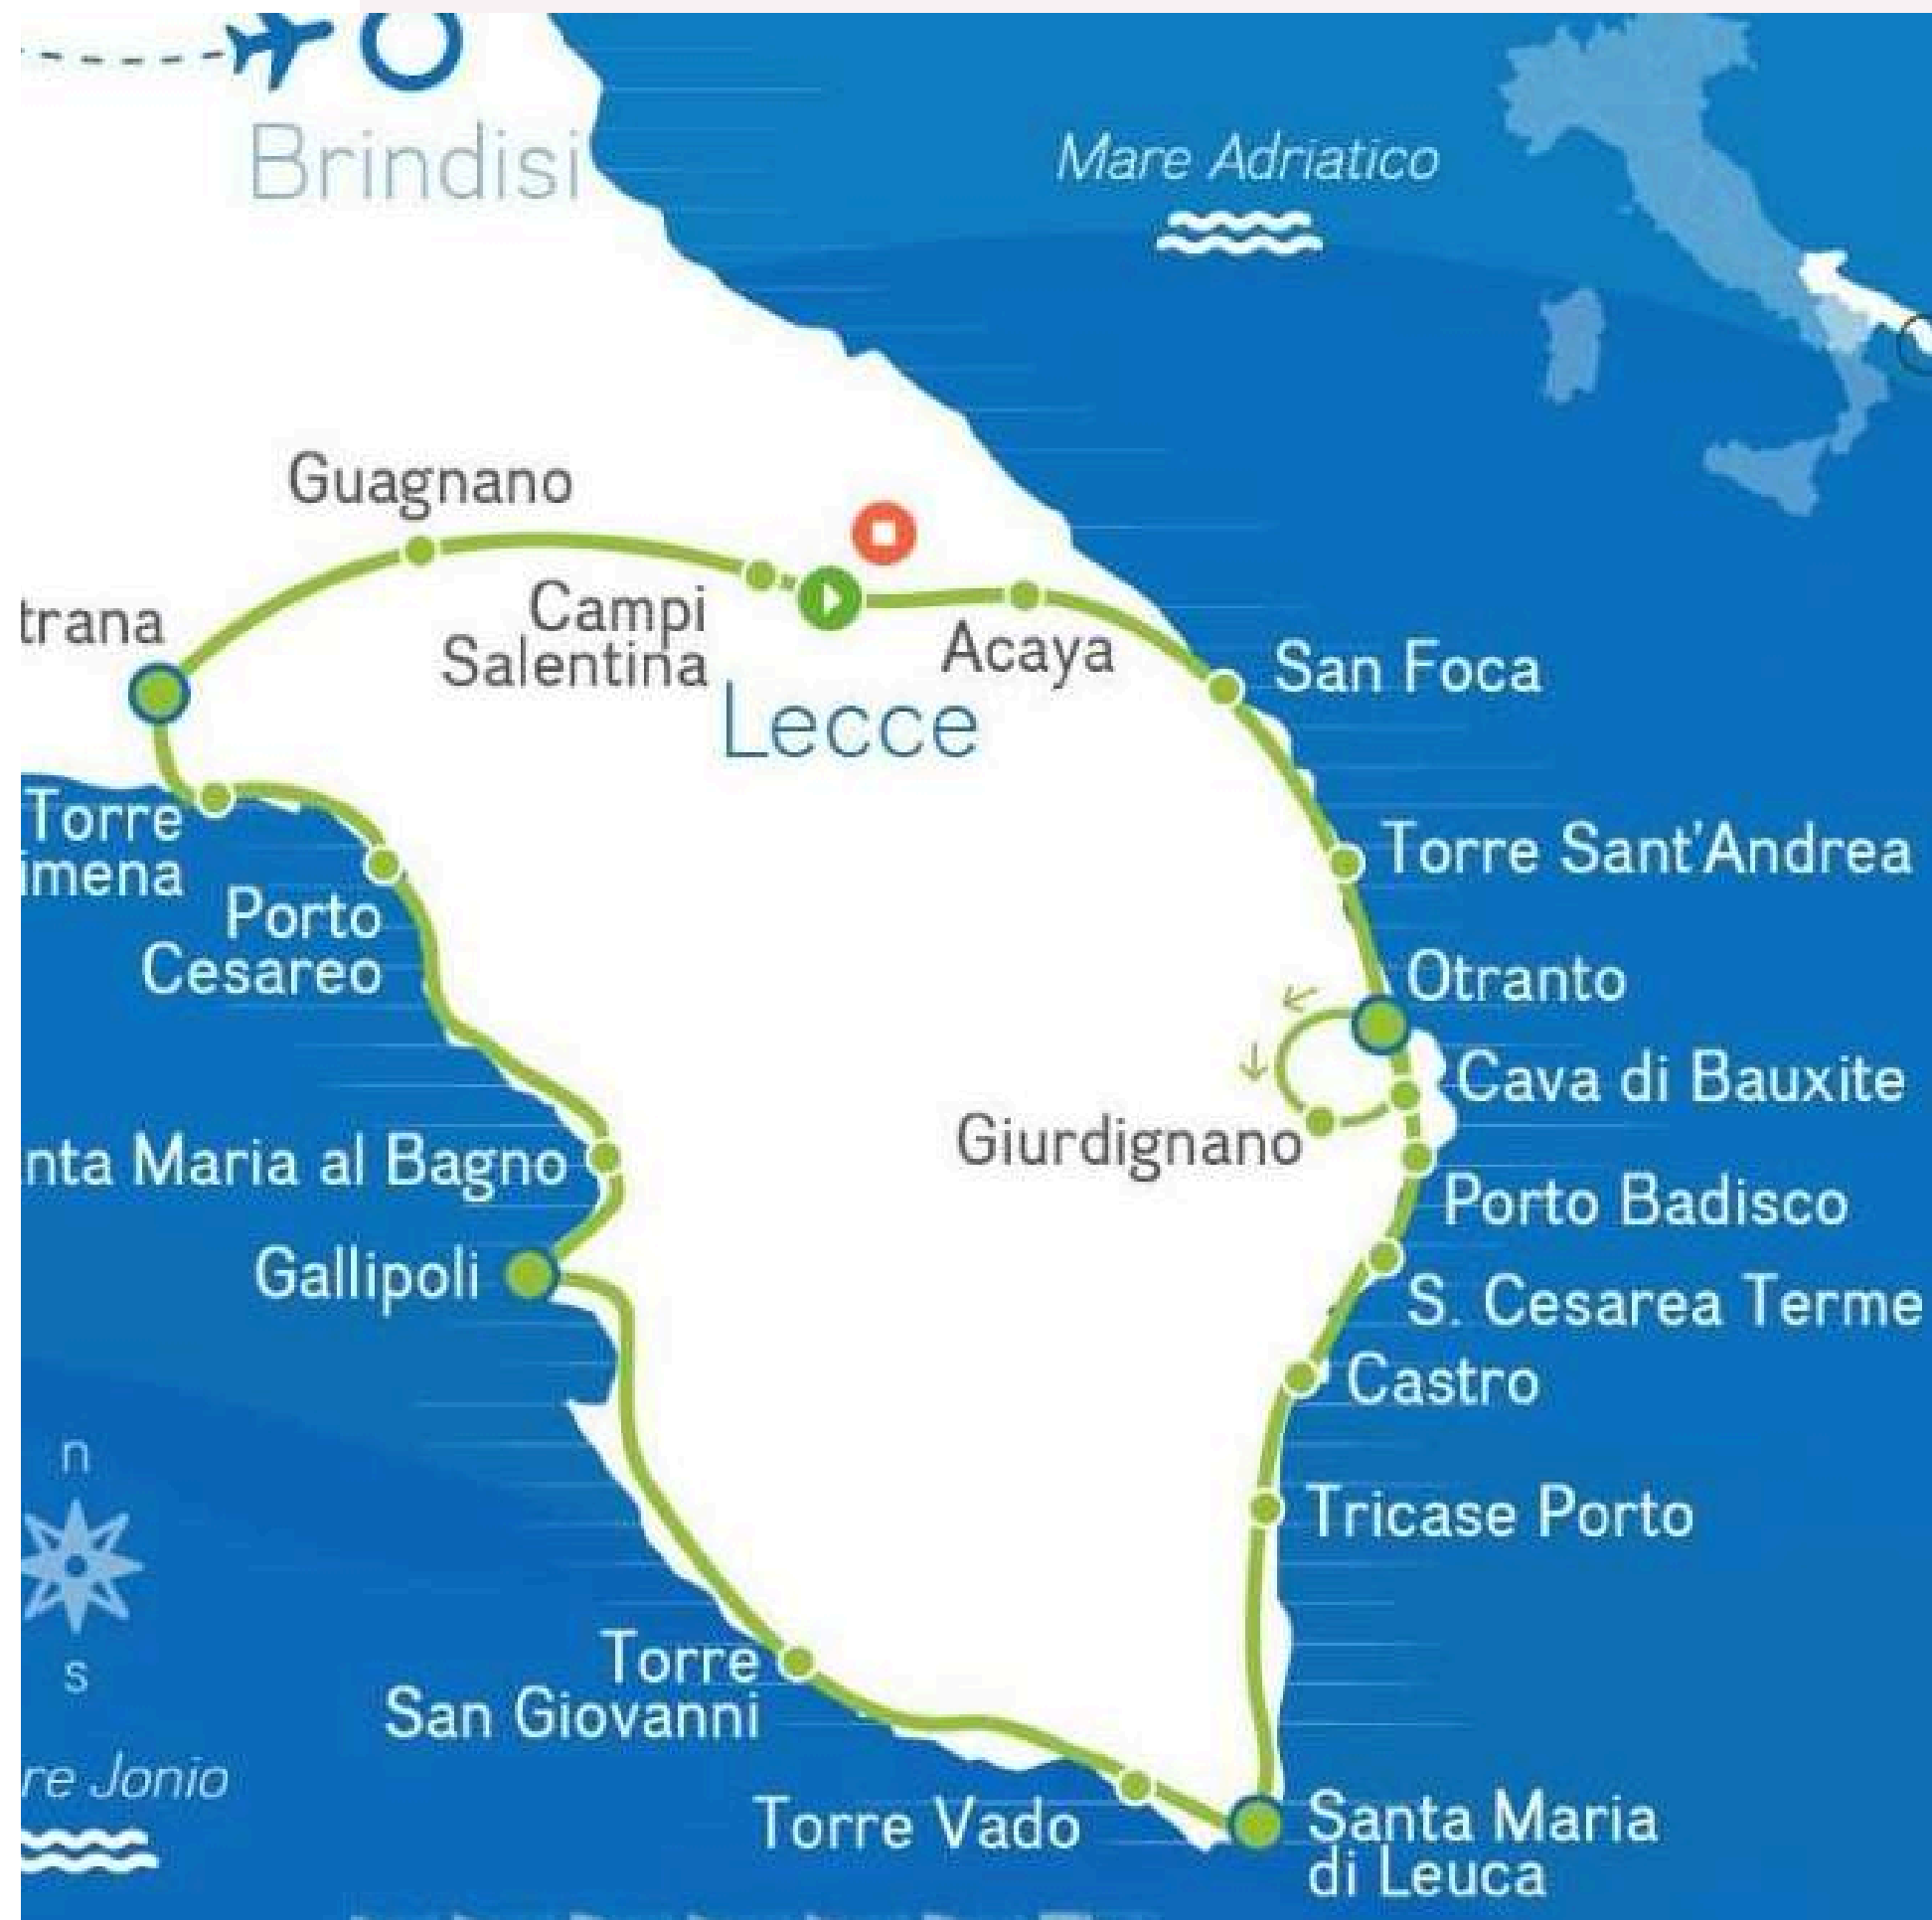 Brindisi
Mare Adriatico
Guagnano
trana
Campi
Salentina
Acaya
Lecce
San Foca
Torre
imena
Torre Sant'Andrea
Porto
Cesareo
Otranto
Cava di Bauxite
Giurdignano
nta Maria al Bagno
Porto Badisco
Gallipoli
S. Cesarea Terme
Castro
n
Tricase Porto
s
Torre
San Giovanni
re Jonio
Torre Vado
Santa Maria
di Leuca